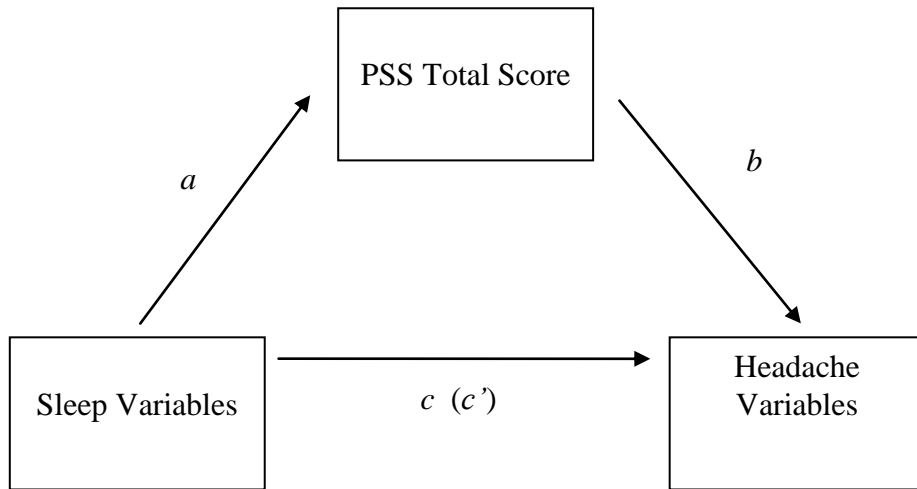 PSS Total Score
a
b
Sleep Variables
c (c’)
Headache
Variables